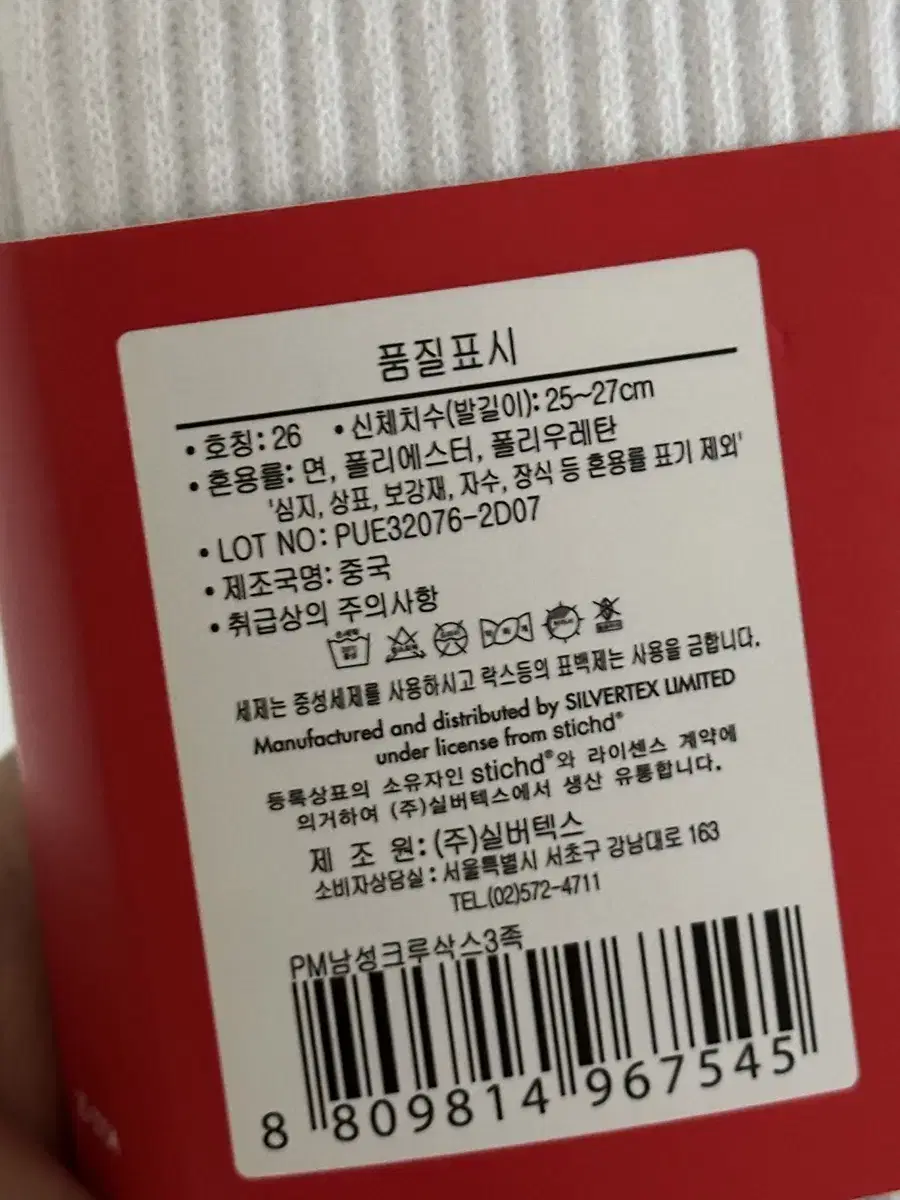 품질표시
• 호칭: 26 • 신체치수(발길이): 25~27cm
• 혼용률: 면, 폴리에스터, 폴리우레탄
'심지, 상표, 보강재, 자수, 장식 등 혼용률 표기 제외'
• LOT NO: PUE32076-2D07
• 제조국명: 중국
• 취급상의 주의사항
세제는 중성세제를 사용하시고 락스등의 표백제는 사용을 금합니다.
Manufactured and distributed by SILVERTEX LIMITED
under license from stichd®
등록상표의 소유자인 stichd®와 라이센스 계약에
의거하여 (주)실버텍스에서 생산 유통합니다.
제 조 원: (주)실버텍스
소비자상담실: 서울특별시 서초구 강남대로 163
TEL.(02)572-4711
PM남성크루삭스3족
8 809814 967545